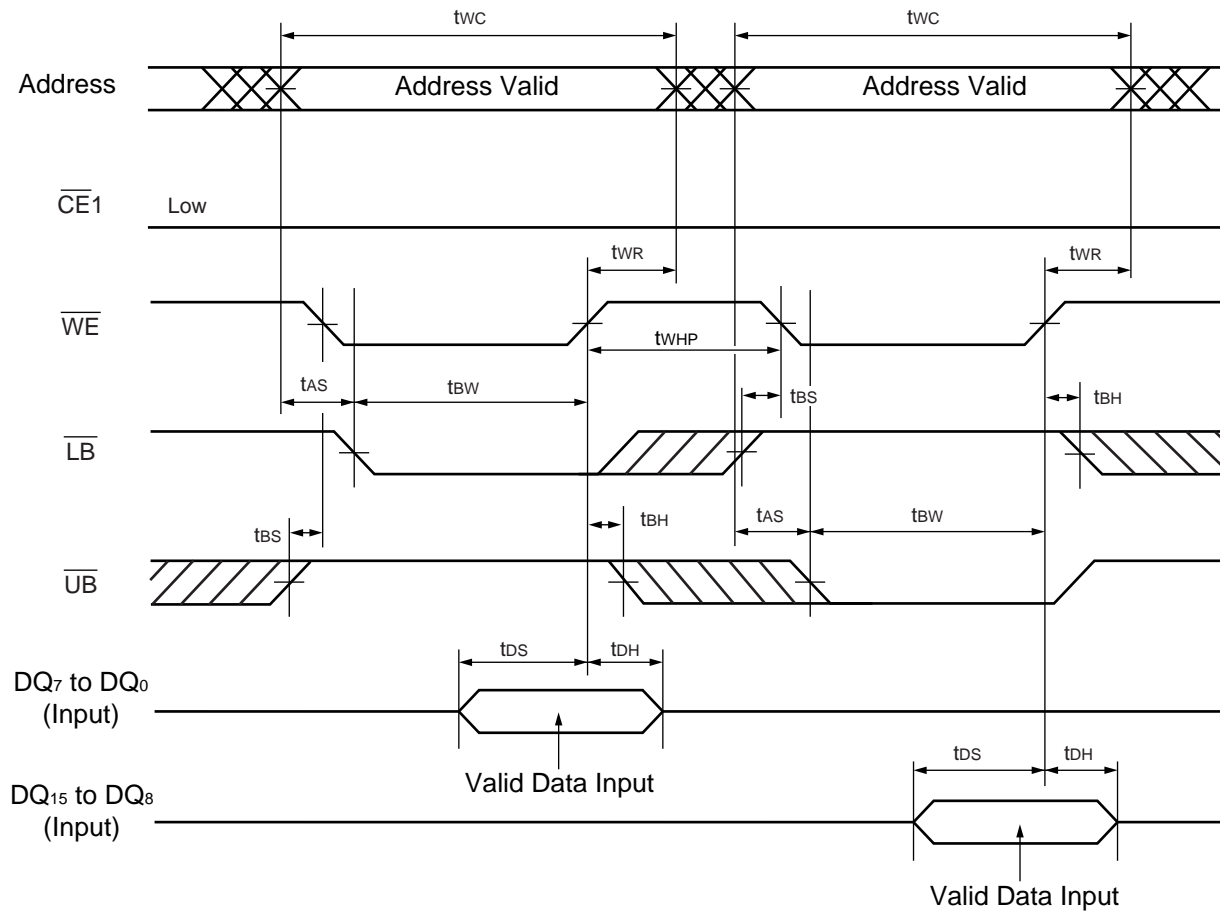 tWC tWC
Address Address Valid Address Valid
CE1 Low
tWR tWR
WE
tWHP
tAS tBW tBS tBH
LB
tBS tBH tAS tBW
UB
tDS tDH
DQ7 to DQ0
(Input)
Valid Data Input
tDS tDH
DQ15 to DQ8
(Input)
Valid Data Input